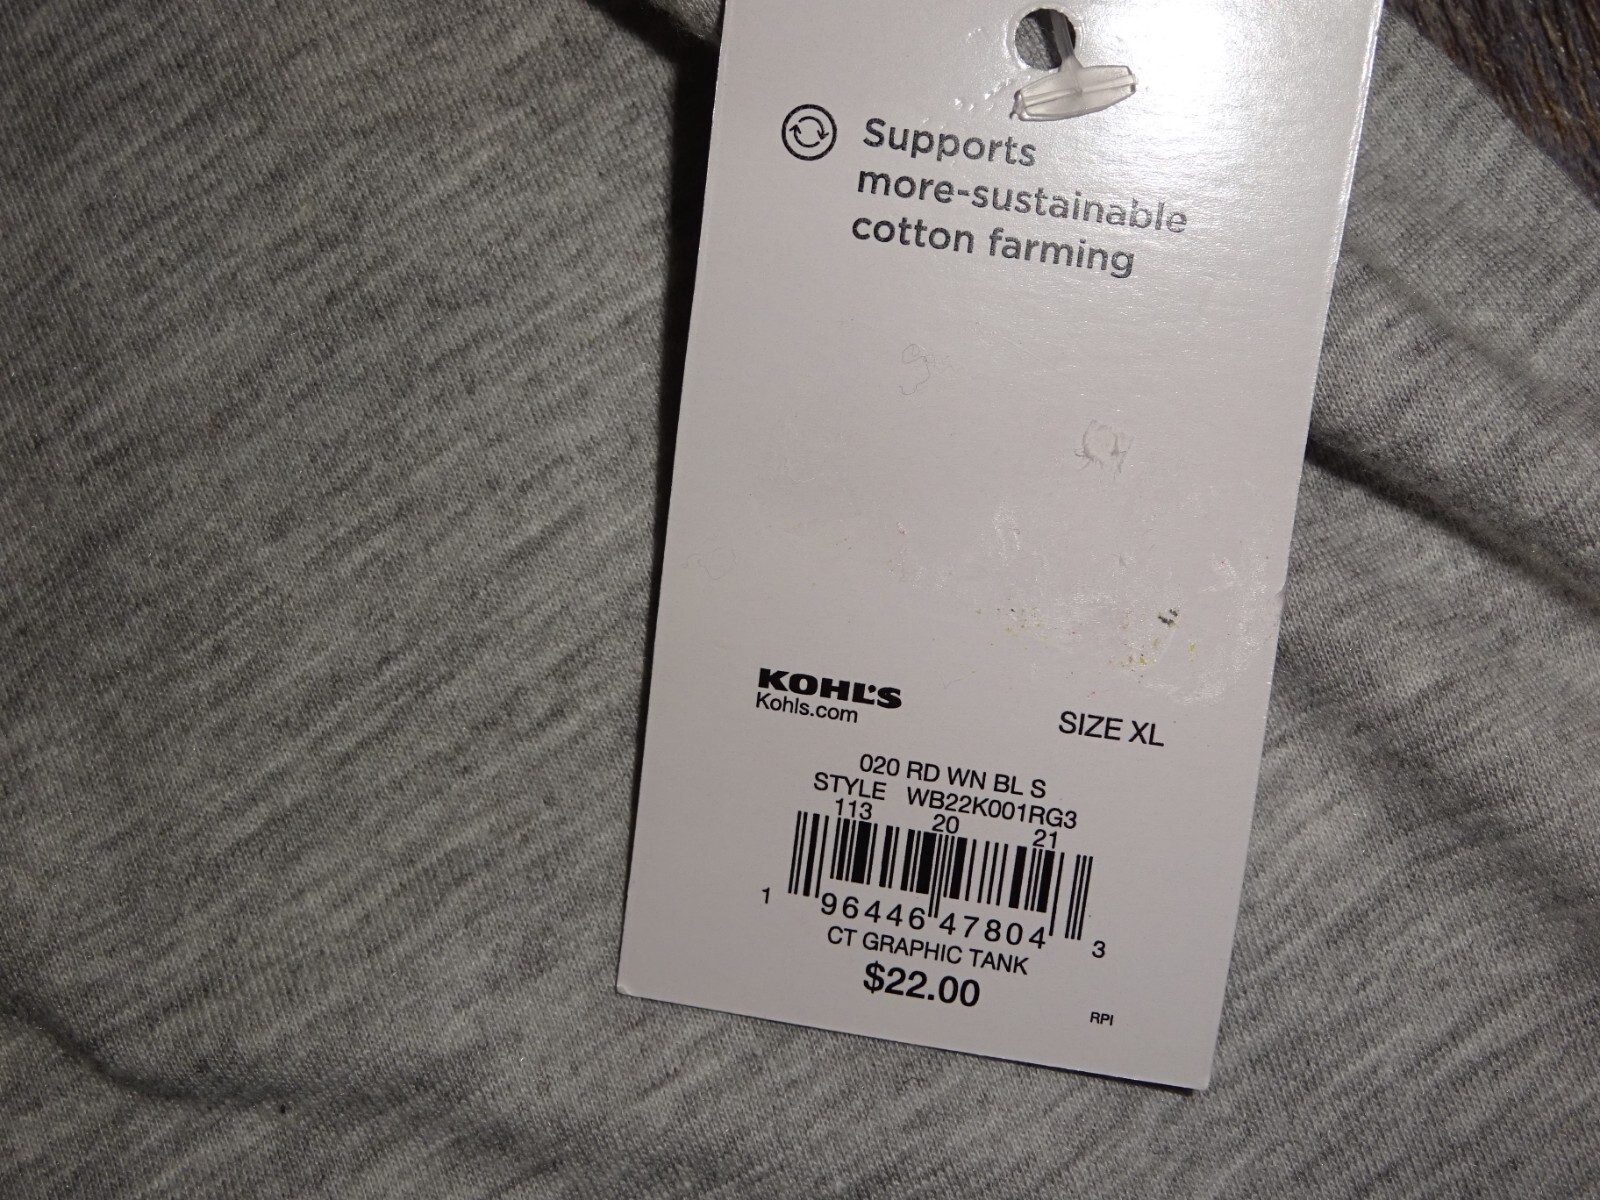 Supports
more-sustainable
cotton farming
KOHL'S
Kohls.com
SIZE XL
020 RD WN BL S
STYLE WB22K001RG3
113 20 21
1 96446 47804 3
CT GRAPHIC TANK
$22.00
RPI